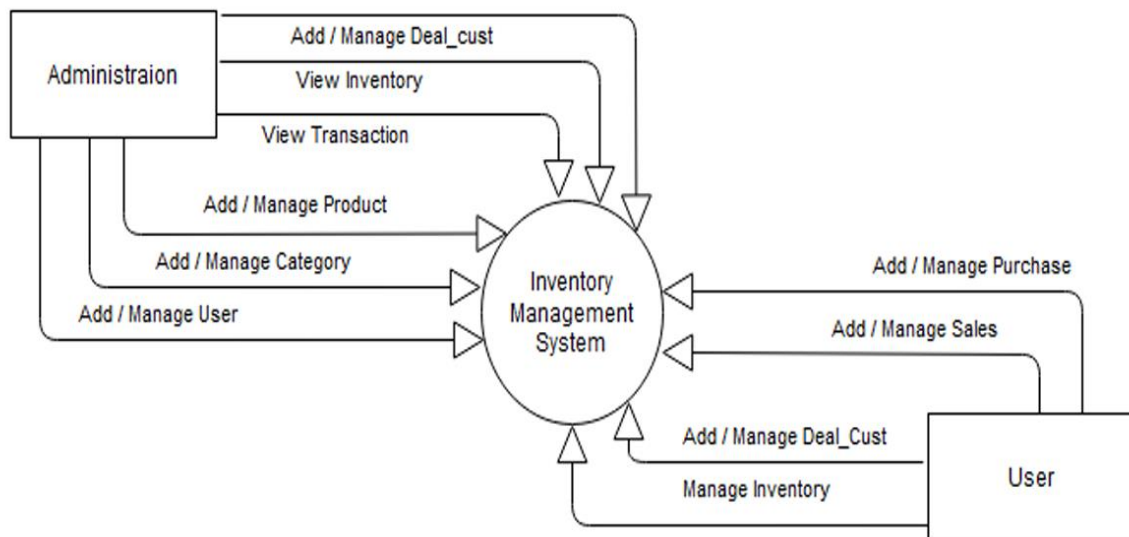 Add / Manage Deal_cust
Administraion
View Inventory
View Transaction
Add / Manage Product
Add / Manage Category
Add / Manage User
Inventory
Management
System
Add / Manage Purchase
Add / Manage Sales
Add / Manage Deal_Cust
Manage Inventory
User